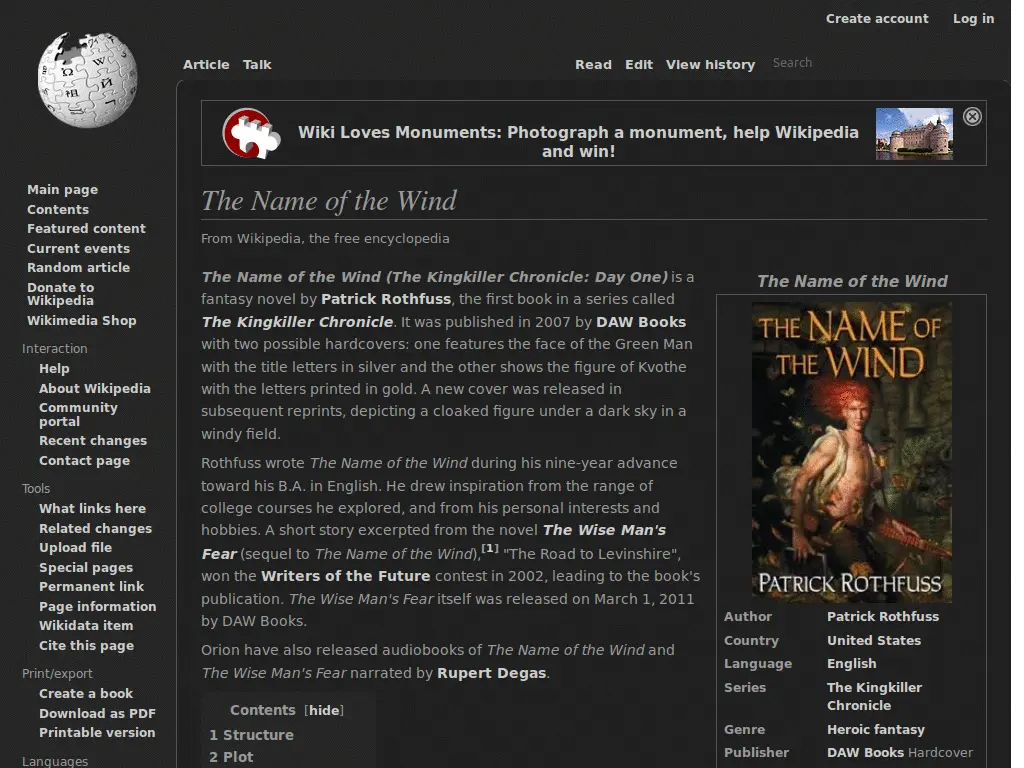 Create account Log in
Article Talk Read Edit View history Search
Wiki Loves Monuments: Photograph a monument, help Wikipedia
and win!
Main page
Contents
Featured content
Current events
Random article
Donate to
Wikipedia
Wikimedia Shop
Interaction
Help
About Wikipedia
Community
portal
Recent changes
Contact page
Tools
What links here
Related changes
Upload file
Special pages
Permanent link
Page information
Wikidata item
Cite this page
Print/export
Create a book
Download as PDF
Printable version
Languages
The Name of the Wind
From Wikipedia, the free encyclopedia
The Name of the Wind (The Kingkiller Chronicle: Day One) is a
fantasy novel by Patrick Rothfuss, the first book in a series called
The Kingkiller Chronicle. It was published in 2007 by DAW Books
with two possible hardcovers: one features the face of the Green Man
with the title letters in silver and the other shows the figure of Kvothe
with the letters printed in gold. A new cover was released in
subsequent reprints, depicting a cloaked figure under a dark sky in a
windy field.
Rothfuss wrote The Name of the Wind during his nine-year advance
toward his B.A. in English. He drew inspiration from the range of
college courses he explored, and from his personal interests and
hobbies. A short story excerpted from the novel The Wise Man's
Fear (sequel to The Name of the Wind),[1] "The Road to Levinshire",
won the Writers of the Future contest in 2002, leading to the book's
publication. The Wise Man's Fear itself was released on March 1, 2011
by DAW Books.
Orion have also released audiobooks of The Name of the Wind and
The Wise Man's Fear narrated by Rupert Degas.
Contents [hide]
1 Structure
2 Plot
The Name of the Wind
THE NAME OF
THE WIND
PATRICK ROTHFUSS
Author Patrick Rothfuss
Country United States
Language English
Series The Kingkiller
Chronicle
Genre Heroic fantasy
Publisher DAW Books Hardcover